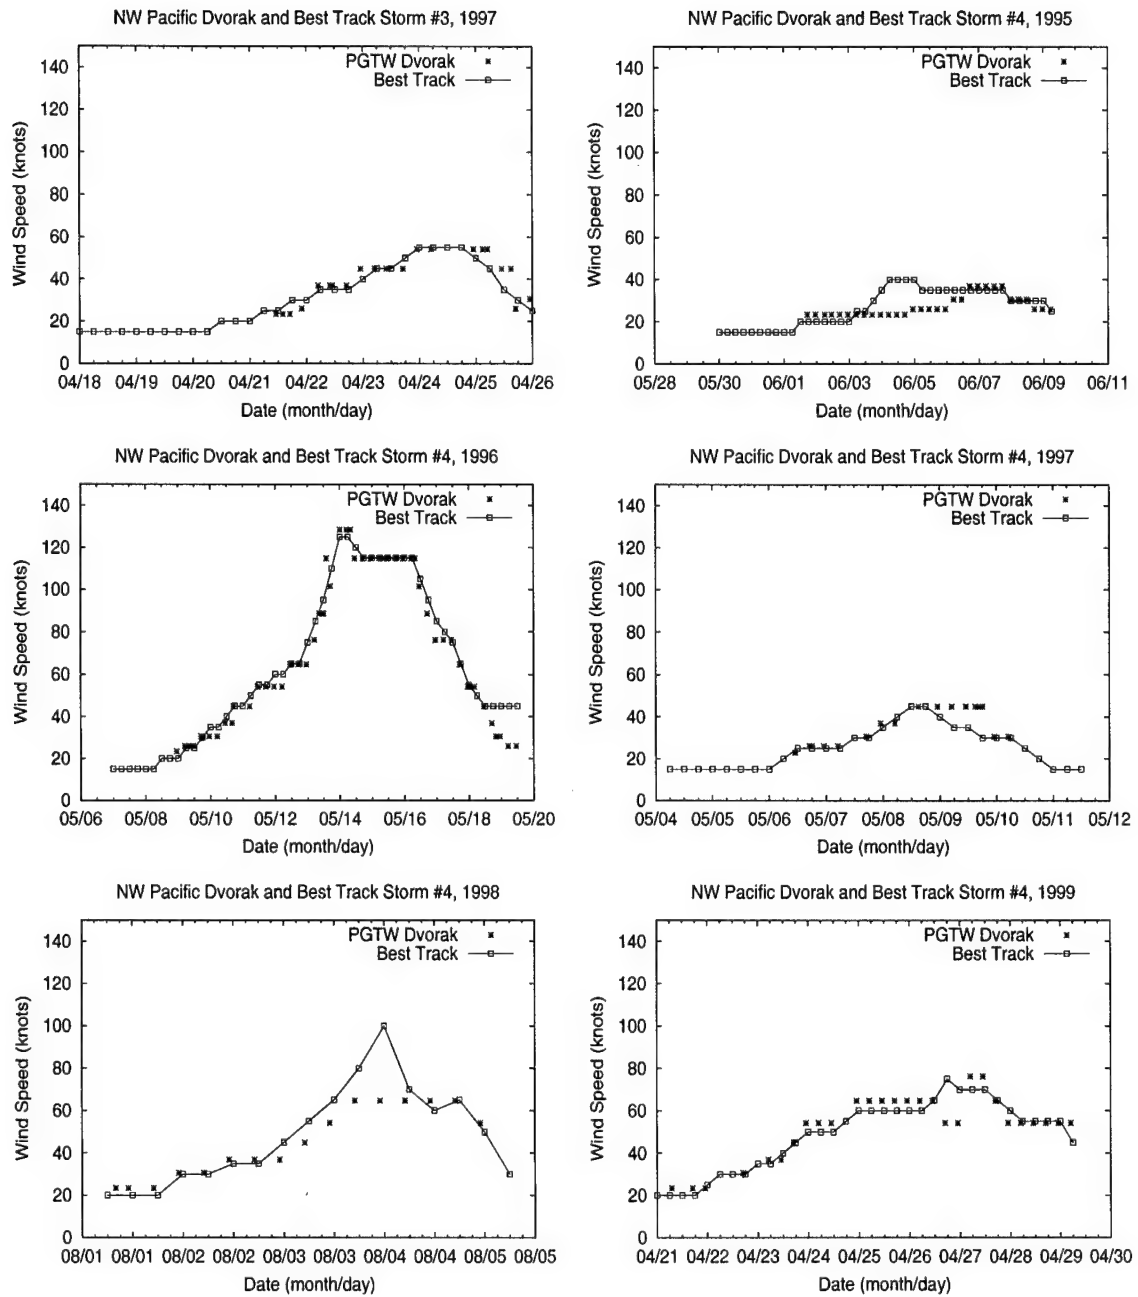 NW Pacific Dvorak and Best Track Storm #3, 1997
PGTW Dvorak
Best Track
Wind Speed (knots)
140
120
100
80
60
40
20
0
04/18 04/19 04/20 04/21 04/22 04/23 04/24 04/25 04/26
Date (month/day)
NW Pacific Dvorak and Best Track Storm #4, 1995
PGTW Dvorak
Best Track
Wind Speed (knots)
140
120
100
80
60
40
20
0
05/28 05/30 06/01 06/03 06/05 06/07 06/09 06/11
Date (month/day)
NW Pacific Dvorak and Best Track Storm #4, 1996
PGTW Dvorak
Best Track
Wind Speed (knots)
140
120
100
80
60
40
20
0
05/06 05/08 05/10 05/12 05/14 05/16 05/18 05/20
Date (month/day)
NW Pacific Dvorak and Best Track Storm #4, 1997
PGTW Dvorak
Best Track
Wind Speed (knots)
140
120
100
80
60
40
20
0
05/04 05/05 05/06 05/07 05/08 05/09 05/10 05/11 05/12
Date (month/day)
NW Pacific Dvorak and Best Track Storm #4, 1998
PGTW Dvorak
Best Track
Wind Speed (knots)
140
120
100
80
60
40
20
0
08/01 08/01 08/02 08/02 08/03 08/03 08/04 08/04 08/05 08/05
Date (month/day)
NW Pacific Dvorak and Best Track Storm #4, 1999
PGTW Dvorak
Best Track
Wind Speed (knots)
140
120
100
80
60
40
20
0
04/21 04/22 04/23 04/24 04/25 04/26 04/27 04/28 04/29 04/30
Date (month/day)